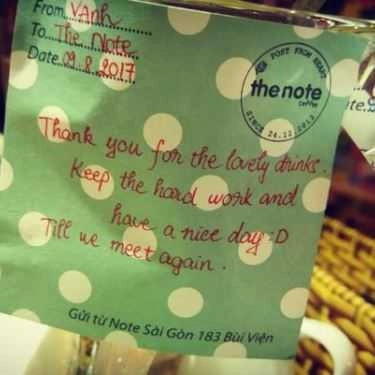 From VAnh
To The Note
Date 09.8.2017
POST FROM HEART
the note
coffee
SINCE 24.12.2013
Thank you for the lovely drinks.
Keep the hard work and
have a nice day :D
Till we meet again.
Gửi từ Note Sài Gòn 183 Bùi Viện